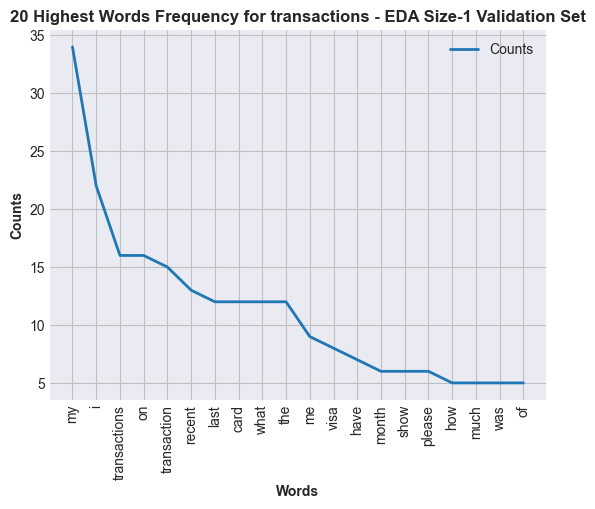 20 Highest Words Frequency for transactions - EDA Size-1 Validation Set
Counts
35
30
25
20
15
10
5
Counts
my
i
transactions
on
transaction
recent
last
card
what
the
me
visa
have
month
show
please
how
much
was
of
Words